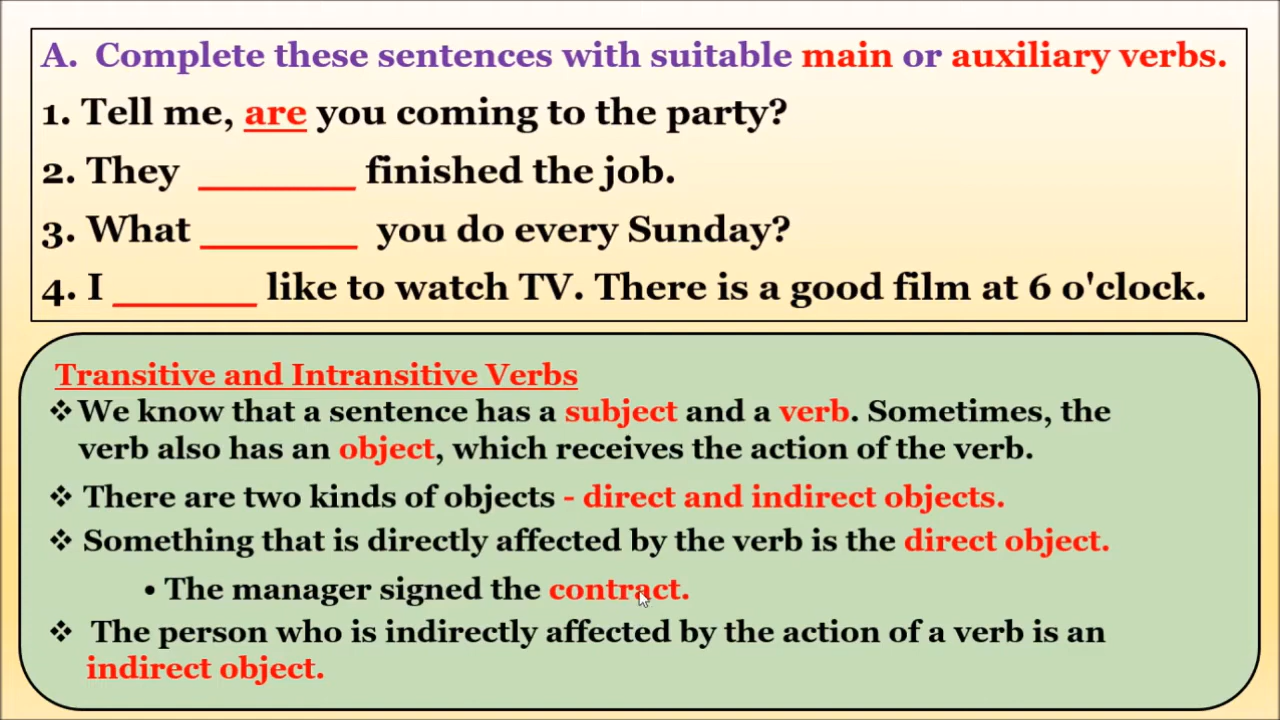 A. Complete these sentences with suitable main or auxiliary verbs.
1. Tell me, are you coming to the party?
2. They ______ finished the job.
3. What ______ you do every Sunday?
4. I ______ like to watch TV. There is a good film at 6 o'clock.
Transitive and Intransitive Verbs
❖We know that a sentence has a subject and a verb. Sometimes, the
verb also has an object, which receives the action of the verb.
❖ There are two kinds of objects - direct and indirect objects.
❖ Something that is directly affected by the verb is the direct object.
• The manager signed the contract.
❖ The person who is indirectly affected by the action of a verb is an
indirect object.